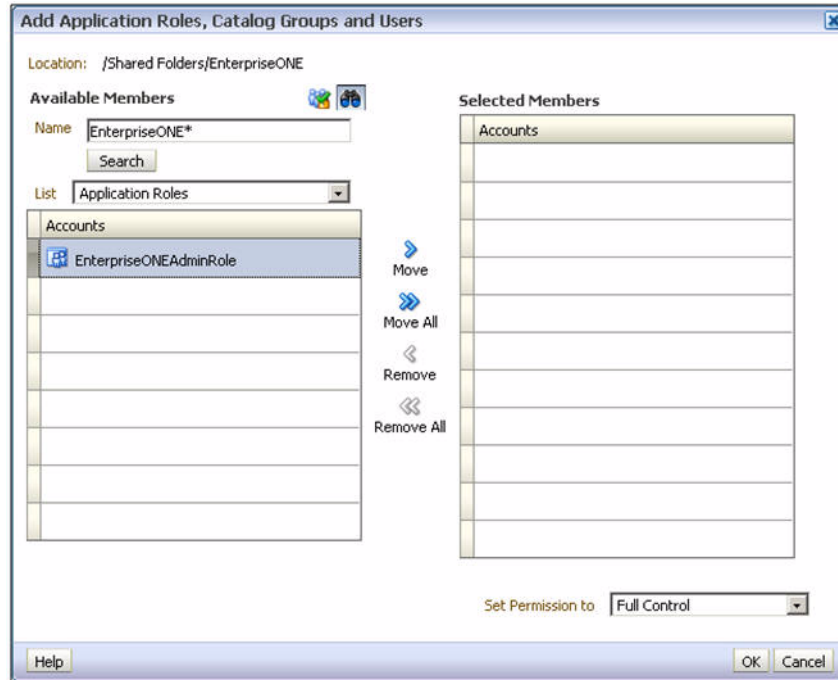 Add Application Roles, Catalog Groups and Users
Location: /Shared Folders/EnterpriseONE
Available Members
Name EnterpriseONE*
Search
List Application Roles
Accounts
EnterpriseONEAdminRole
Move
Move All
Remove
Remove All
Selected Members
Accounts
Set Permission to Full Control
Help
OK Cancel